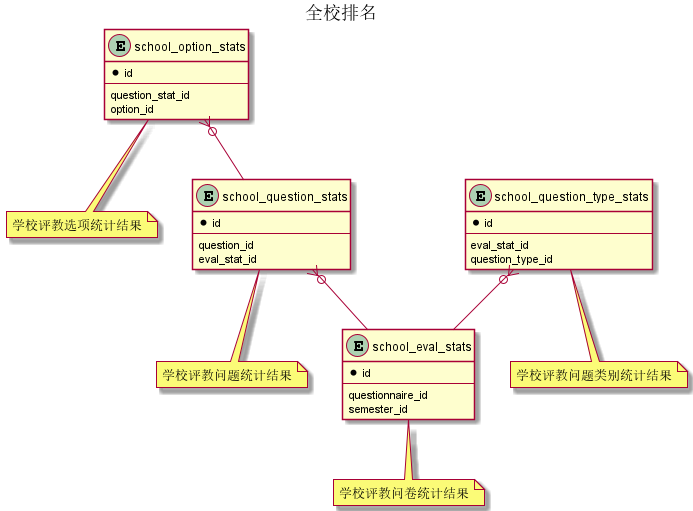 全校排名
E school_option_stats
id
question_stat_id
option_id
学校评教选项统计结果
E school_question_stats
id
question_id
eval_stat_id
E school_question_type_stats
id
eval_stat_id
question_type_id
学校评教问题统计结果
E school_eval_stats
id
questionnaire_id
semester_id
学校评教问题类别统计结果
学校评教问卷统计结果